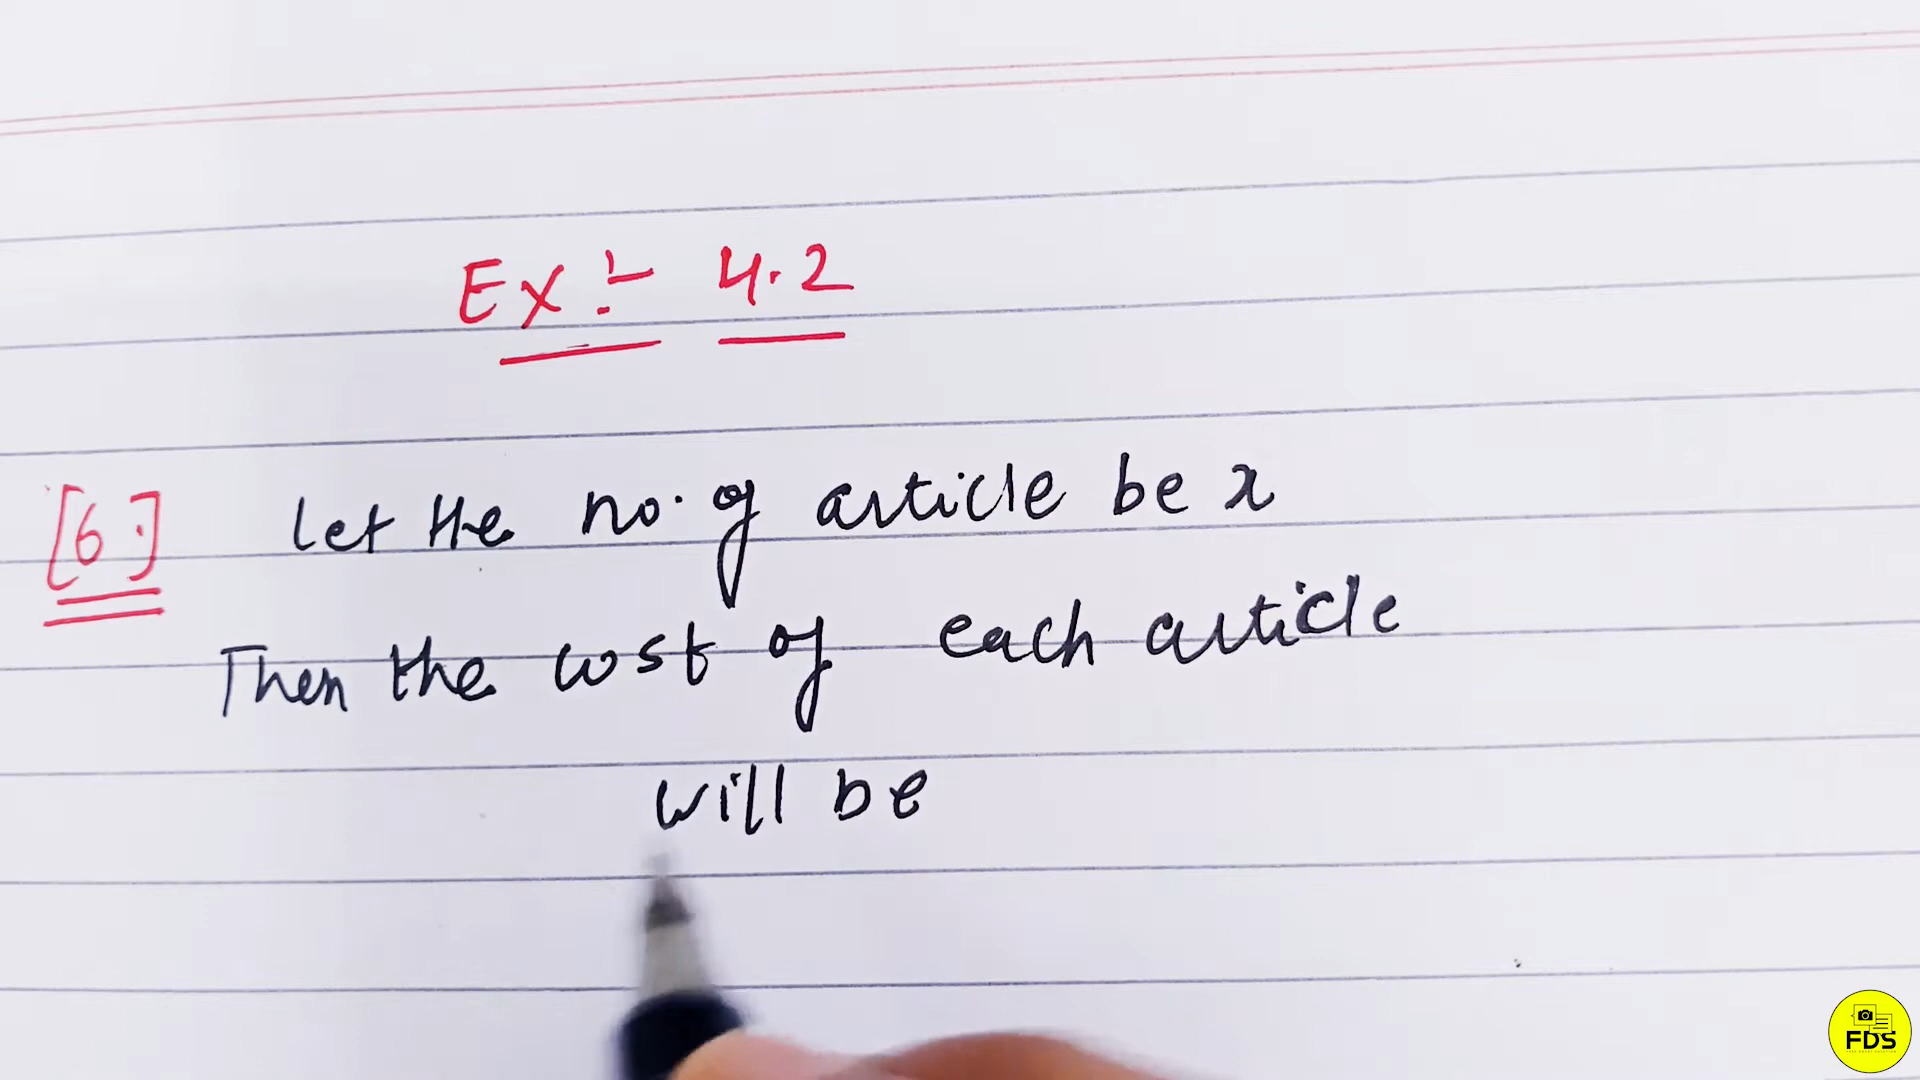 Ex:- 4.2
[6.] Let the no. of article be x
Then the cost of each article
will be
FDS